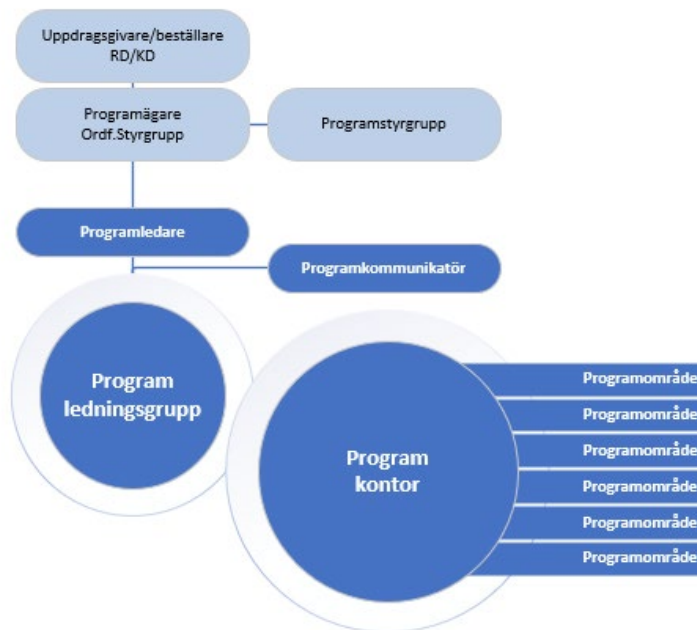 Uppdragsgivare/beställare
RD/KD
Programägare
Ordf.Styrgrupp
Programstyrgrupp
Programledare
Programkommunikatör
Program
ledningsgrupp
Program
kontor
Programområde
Programområde
Programområde
Programområde
Programområde
Programområde